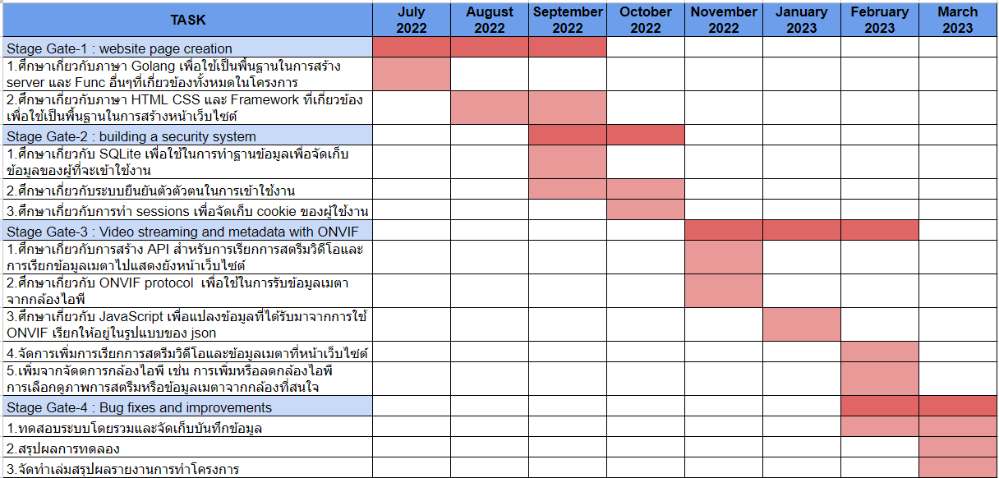 TASK
July 2022
August 2022
September 2022
October 2022
November 2022
January 2023
February 2023
March 2023
Stage Gate-1 : website page creation
1.ศึกษาเกี่ยวกับภาษา Golang เพื่อใช้เป็นพื้นฐานในการสร้าง
server และ Func อื่นๆที่เกี่ยวข้องทั้งหมดในโครงการ
2.ศึกษาเกี่ยวกับภาษา HTML CSS และ Framework ที่เกี่ยวข้อง
เพื่อใช้เป็นพื้นฐานในการสร้างหน้าเว็บไซต์
Stage Gate-2 : building a security system
1.ศึกษาเกี่ยวกับ SQLite เพื่อใช้ในการทำฐานข้อมูลเพื่อจัดเก็บ
ข้อมูลของผู้ที่จะเข้าใช้งาน
2.ศึกษาเกี่ยวกับระบบยืนยันตัวตัวตนในการเข้าใช้งาน
3.ศึกษาเกี่ยวกับการทำ sessions เพื่อจัดเก็บ cookie ของผู้ใช้งาน
Stage Gate-3 : Video streaming and metadata with ONVIF
1.ศึกษาเกี่ยวกับการสร้าง API สำหรับการเรียกการสตรีมวิดีโอและ
การเรียกข้อมูลเมตาไปแสดงยังหน้าเว็บไซต์
2.ศึกษาเกี่ยวกับ ONVIF protocol เพื่อใช้ในการรับข้อมูลเมตา
จากกล้องไอพี
3.ศึกษาเกี่ยวกับ JavaScript เพื่อแปลงข้อมูลที่ได้รับมาจากการใช้
ONVIF เรียกให้อยู่ในรูปแบบของ json
4.จัดการเพิ่มการเรียกการสตรีมวิดีโอและข้อมูลเมตาที่หน้าเว็บไซต์
5.เพิ่มจากจัดดการกล้องไอพี เช่น การเพิ่มหรือลดกล้องไอพี
การเลือกดูภาพการสตรีมหรือข้อมูลเมตาจากกล้องที่สนใจ
Stage Gate-4 : Bug fixes and improvements
1.ทดสอบระบบโดยรวมและจัดเก็บบันทึกข้อมูล
2.สรุปผลการทดลอง
3.จัดทำเล่มสรุปผลรายงานการทำโครงการ